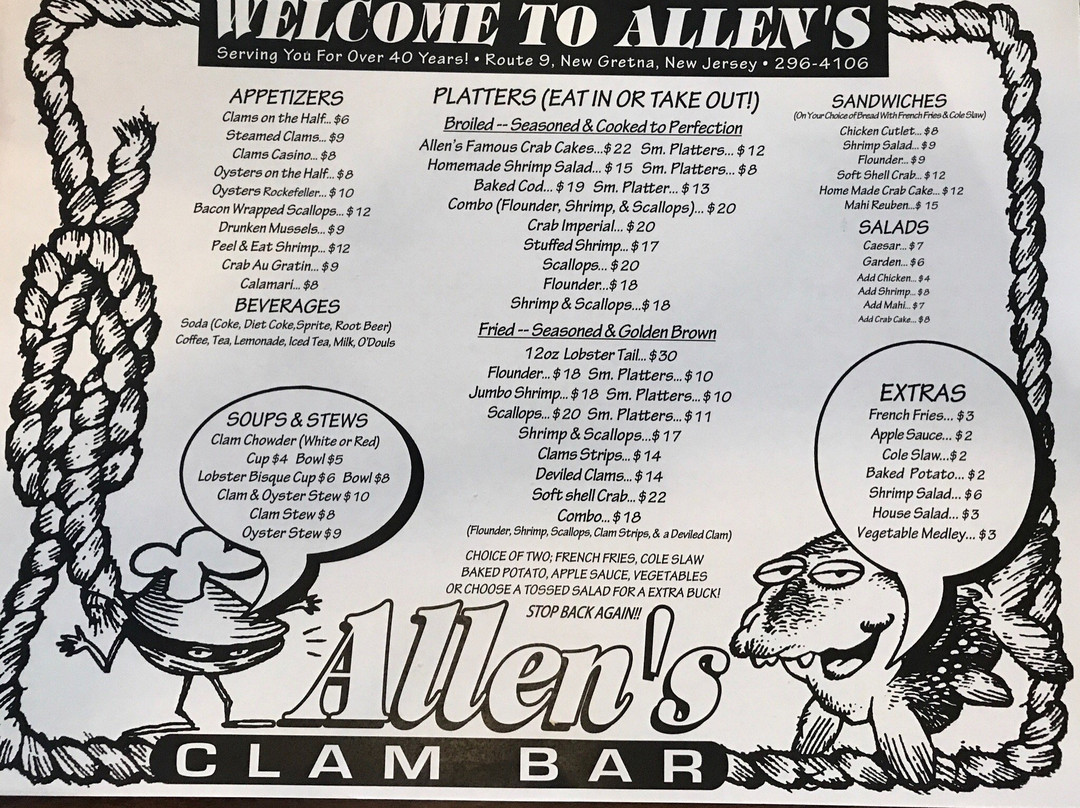 WELCOME TO ALLEN'S
Serving You For Over 40 Years! • Route 9, New Gretna, New Jersey • 296-4106
APPETIZERS
Clams on the Half... $6
Steamed Clams... $9
Clams Casino... $8
Oysters on the Half... $8
Oysters Rockefeller... $10
Bacon Wrapped Scallops... $12
Drunken Mussels... $9
Peel & Eat Shrimp... $12
Crab Au Gratin... $9
Calamari... $8
BEVERAGES
Soda (Coke, Diet Coke, Sprite, Root Beer)
Coffee, Tea, Lemonade, Iced Tea, Milk, O'Douls
SOUPS & STEWS
Clam Chowder (White or Red)
Cup $4 Bowl $5
Lobster Bisque Cup $6 Bowl $8
Clam & Oyster Stew $10
Clam Stew $8
Oyster Stew $9
PLATTERS (EAT IN OR TAKE OUT!)
Broiled -- Seasoned & Cooked to Perfection
Allen's Famous Crab Cakes...$22 Sm. Platters... $12
Homemade Shrimp Salad... $15 Sm. Platters... $8
Baked Cod... $19 Sm. Platter... $13
Combo (Flounder, Shrimp, & Scallops)... $20
Crab Imperial... $20
Stuffed Shrimp... $17
Scallops... $20
Flounder... $18
Shrimp & Scallops...$18
Fried -- Seasoned & Golden Brown
12oz Lobster Tail... $30
Flounder... $18 Sm. Platters... $10
Jumbo Shrimp... $18 Sm. Platters... $10
Scallops... $20 Sm. Platters... $11
Shrimp & Scallops...$17
Clams Strips... $14
Deviled Clams... $14
Soft shell Crab... $22
Combo... $18
(Flounder, Shrimp, Scallops, Clam Strips, & a Deviled Clam)
CHOICE OF TWO; FRENCH FRIES, COLE SLAW
BAKED POTATO, APPLE SAUCE, VEGETABLES
OR CHOOSE A TOSSED SALAD FOR A EXTRA BUCK!
STOP BACK AGAIN!!
SANDWICHES
(On Your Choice of Bread With French Fries & Cole Slaw)
Chicken Cutlet... $8
Shrimp Salad... $9
Flounder... $9
Soft Shell Crab... $12
Home Made Crab Cake... $12
Mahi Reuben...$ 15
SALADS
Caesar... $7
Garden... $6
Add Chicken... $4
Add Shrimp... $8
Add Mahi... $7
Add Crab Cake... $8
EXTRAS
French Fries... $3
Apple Sauce... $2
Cole Slaw...$2
Baked Potato... $2
Shrimp Salad... $6
House Salad... $3
Vegetable Medley... $3
Allen's
CLAM BAR